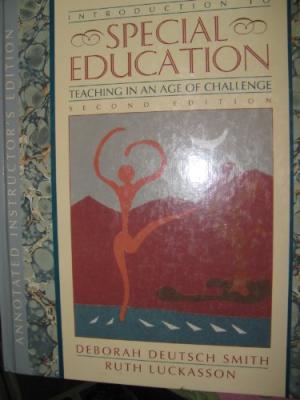 INTRODUCTION TO
SPECIAL
EDUCATION
TEACHING IN AN AGE OF CHALLENGE
SECOND EDITION
DEBORAH DEUTSCH SMITH
RUTH LUCKASSON
ANNOTATED INSTRUCTOR'S EDITION